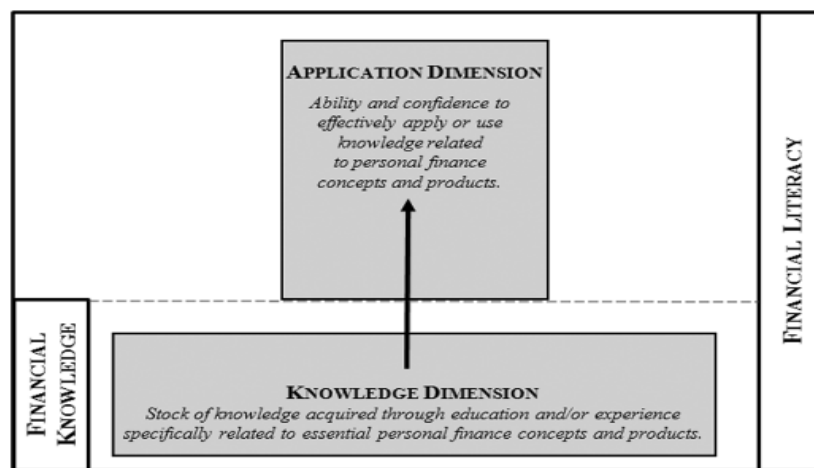 APPLICATION DIMENSION
Ability and confidence to
effectively apply or use
knowledge related
to personal finance
concepts and products.
FINANCIAL LITERACY
FINANCIAL
KNOWLEDGE
KNOWLEDGE DIMENSION
Stock of knowledge acquired through education and/or experience
specifically related to essential personal finance concepts and products.